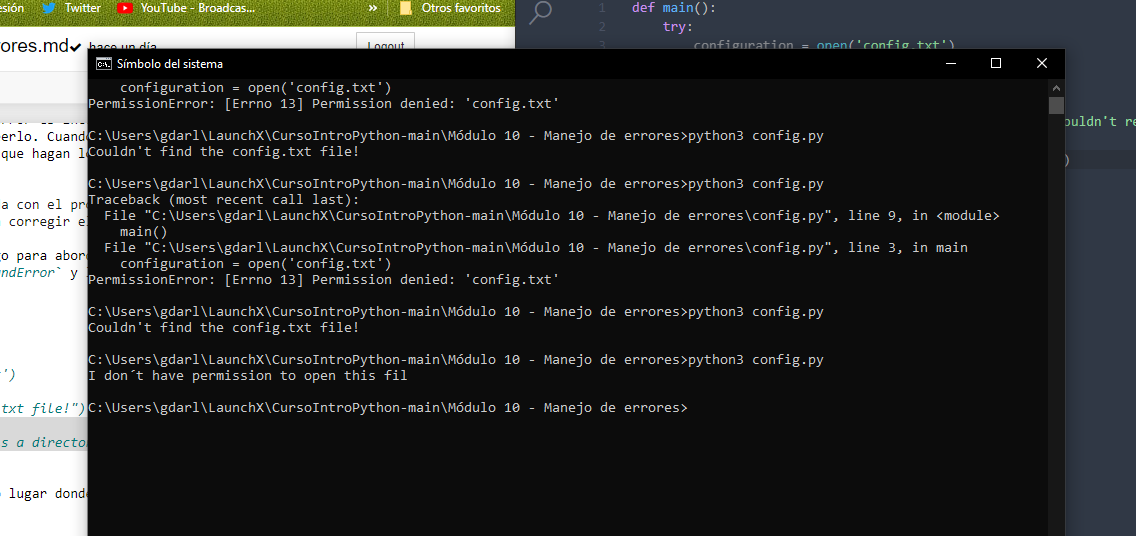 esión Twitter YouTube - Broadcas... » Otros favoritos
ores.md✔ hace un día
Logout
1 def main():
2 try:
3 configuration = open('config.txt')
perlo. Cuand
que hagan l
a con el pr
corregir e
go para abor
ndError` y
')
txt file!")
s a directo
lugar dond
ouldn't re
)
Símbolo del sistema
configuration = open('config.txt')
PermissionError: [Errno 13] Permission denied: 'config.txt'
C:\Users\gdarl\LaunchX\CursoIntroPython-main\Módulo 10 - Manejo de errores>python3 config.py
Couldn't find the config.txt file!
C:\Users\gdarl\LaunchX\CursoIntroPython-main\Módulo 10 - Manejo de errores>python3 config.py
Traceback (most recent call last):
File "C:\Users\gdarl\LaunchX\CursoIntroPython-main\Módulo 10 - Manejo de errores\config.py", line 9, in <module>
main()
File "C:\Users\gdarl\LaunchX\CursoIntroPython-main\Módulo 10 - Manejo de errores\config.py", line 3, in main
configuration = open('config.txt')
PermissionError: [Errno 13] Permission denied: 'config.txt'
C:\Users\gdarl\LaunchX\CursoIntroPython-main\Módulo 10 - Manejo de errores>python3 config.py
Couldn't find the config.txt file!
C:\Users\gdarl\LaunchX\CursoIntroPython-main\Módulo 10 - Manejo de errores>python3 config.py
I don´t have permission to open this fil
C:\Users\gdarl\LaunchX\CursoIntroPython-main\Módulo 10 - Manejo de errores>